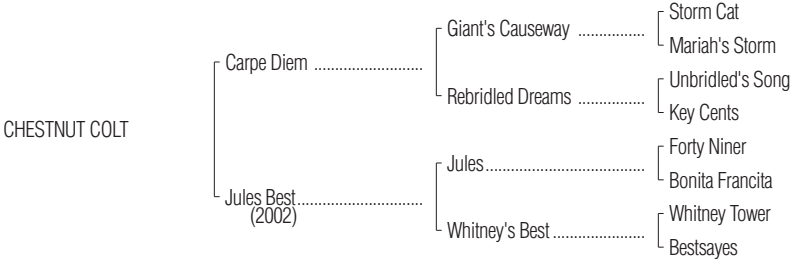 Storm Cat
Giant's Causeway ................
Mariah's Storm
Carpe Diem ..........................
Unbridled's Song
Rebridled Dreams ................
Key Cents
CHESTNUT COLT
Forty Niner
Jules......................................
Bonita Francita
Jules Best..............................
(2002)
Whitney Tower
Whitney's Best ......................
Bestsayes